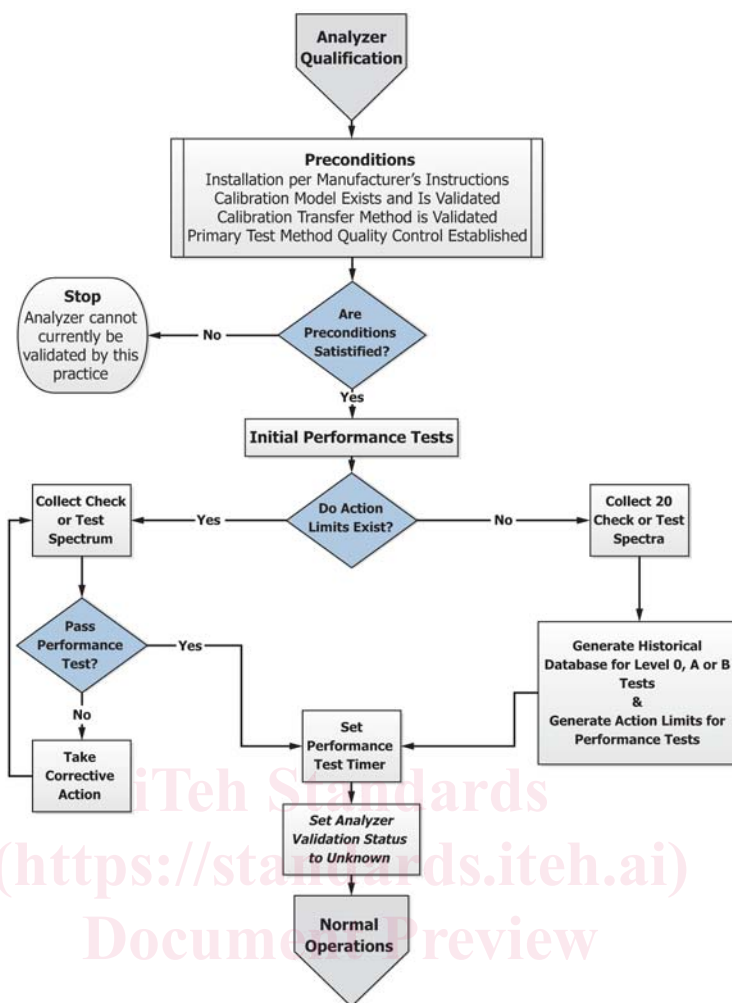 Analyzer
Qualification
Preconditions
Installation per Manufacturer's Instructions
Calibration Model Exists and Is Validated
Calibration Transfer Method is Validated
Primary Test Method Quality Control Established
Stop
Analyzer cannot
currently be
validated by this
practice
No
Are
Preconditions
Satistified?
Yes
Initial Performance Tests
Collect Check
or Test
Spectrum
Yes
Do Action
Limits Exist?
No
Collect 20
Check or Test
Spectra
Pass
Performance
Test?
Yes
No
Take
Corrective
Action
Generate Historical
Database for Level 0, A or B
Tests
&
Generate Action Limits for
Performance Tests
Set
Performance
Test Timer
Set Analyzer
Validation Status
to Unknown
Normal
Operations
iTeh Standards
(https://standards.iteh.ai)
Document Preview